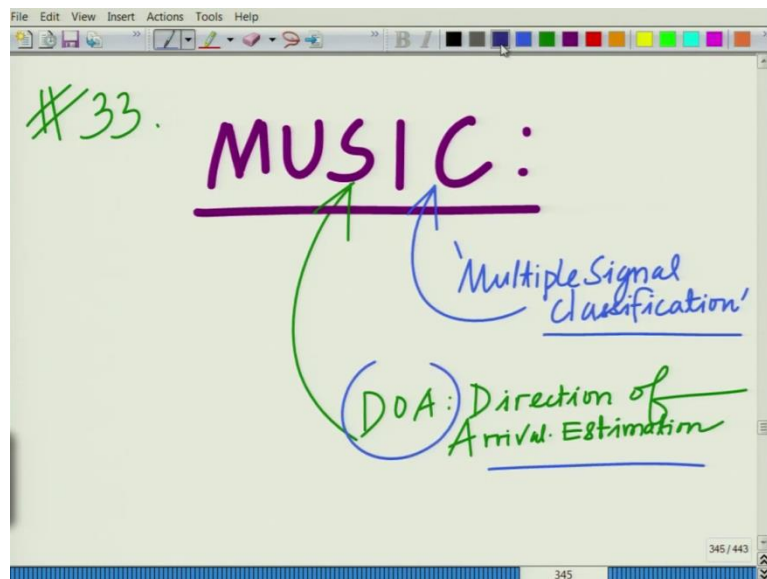 File Edit View Insert Actions Tools Help
B I
#33.
MUSIC:
'Multiple Signal
Classification'
DOA: Direction of
Arrival Estimation
345/443
345